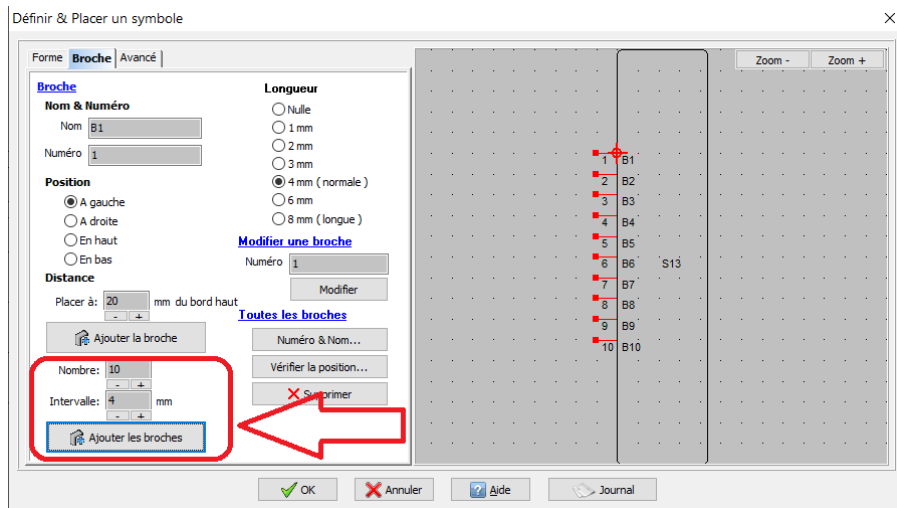 Définir & Placer un symbole
Forme Broche Avancé
Zoom - Zoom +
Broche
Nom & Numéro
Nom B1
Numéro 1
Position
A gauche
A droite
En haut
En bas
Distance
Placer à: 20 mm du bord haut
- +
Ajouter la broche
Nombre: 10
- +
Intervalle: 4 mm
- +
Ajouter les broches
Longueur
Nulle
1 mm
2 mm
3 mm
4 mm ( normale )
6 mm
8 mm ( longue )
Modifier une broche
Numéro 1
Modifier
Toutes les broches
Numéro & Nom...
Vérifier la position...
Supprimer
1 B1
2 B2
3 B3
4 B4
5 B5
6 B6 S13
7 B7
8 B8
9 B9
10 B10
OK Annuler Aide Journal